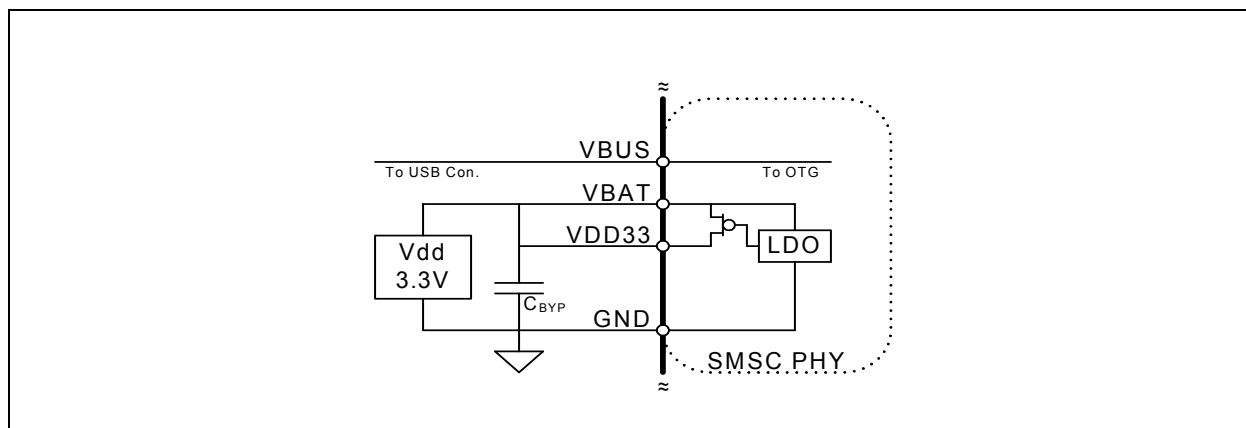 ≈
VBUS
To USB Con.
To OTG
VBAT
VDD33
LDO
Vdd
3.3V
CBYP
GND
SMSC PHY
≈